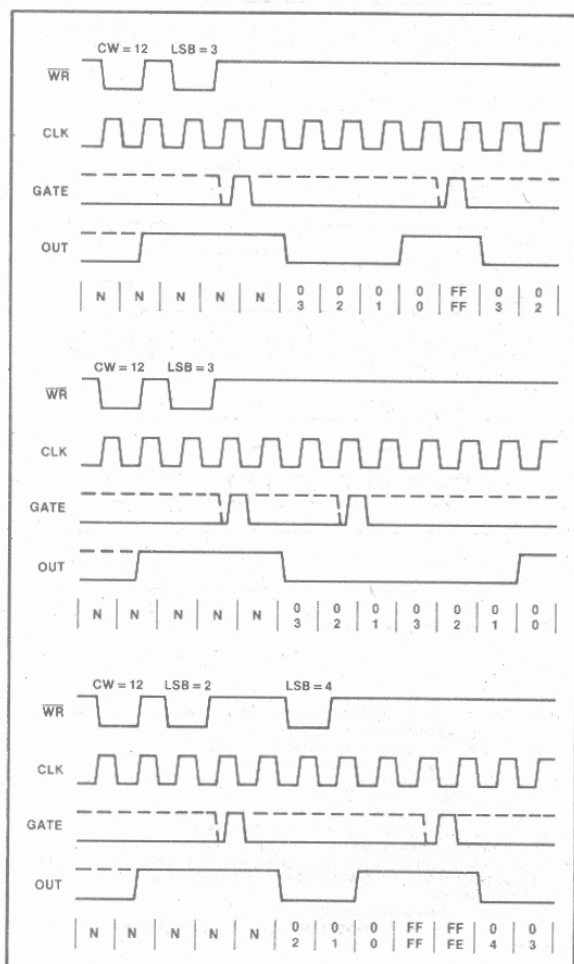 CW = 12 LSB = 3
WR
CLK
GATE
OUT
N N N N N 0 0 0 0 FF 0 0
3 2 1 0 FF 3 2
CW = 12 LSB = 3
WR
CLK
GATE
OUT
N N N N N 0 0 0 0 0 0 0
3 2 1 3 2 1 0
CW = 12 LSB = 2 LSB = 4
WR
CLK
GATE
OUT
N N N N N 0 0 0 FF FF 0 0
2 1 0 FF FE 4 3